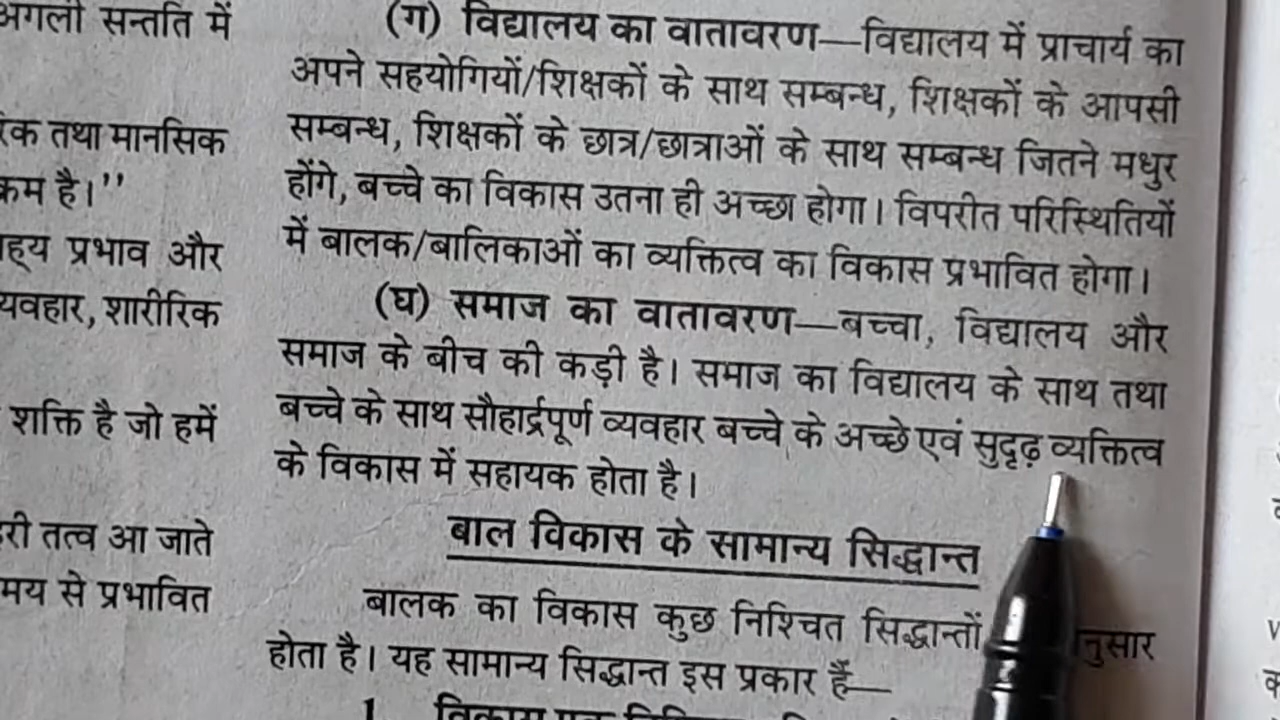 अगली सन्तति में
तथा मानसिक
है।”
प्रभाव और
शारीरिक
शक्ति है जो हमें
तत्व आ जाते
से प्रभावित
(ग) विद्यालय का वातावरण—विद्यालय में प्राचार्य का
अपने सहयोगियों/शिक्षकों के साथ सम्बन्ध, शिक्षकों के आपसी
सम्बन्ध, शिक्षकों के छात्र/छात्राओं के साथ सम्बन्ध जितने मधुर
होंगे, बच्चे का विकास उतना ही अच्छा होगा। विपरीत परिस्थितियों
में बालक/बालिकाओं का व्यक्तित्व का विकास प्रभावित होगा।
(घ) समाज का वातावरण—बच्चा, विद्यालय और
समाज के बीच की कड़ी है। समाज का विद्यालय के साथ तथा
बच्चे के साथ सौहार्द्रपूर्ण व्यवहार बच्चे के अच्छे एवं सुदृढ़ व्यक्तित्व
के विकास में सहायक होता है।
बाल विकास के सामान्य सिद्धान्त
बालक का विकास कुछ निश्चित सिद्धान्तों
होता है। यह सामान्य सिद्धान्त इस प्रकार हैं—
1. विकास एक